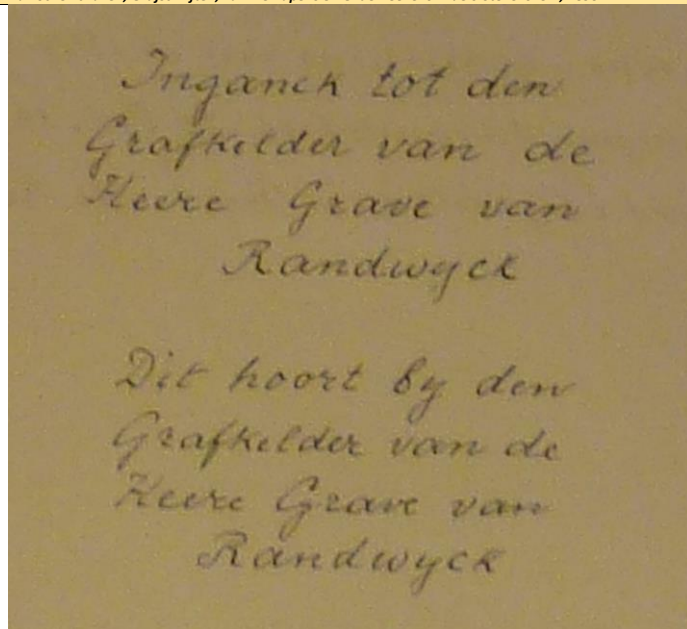 Inganck tot den
Grafkelder van de
Heere Grave van
Randwyck
Dit hoort by den
Grafkelder van de
Heere Grave van
Randwyck